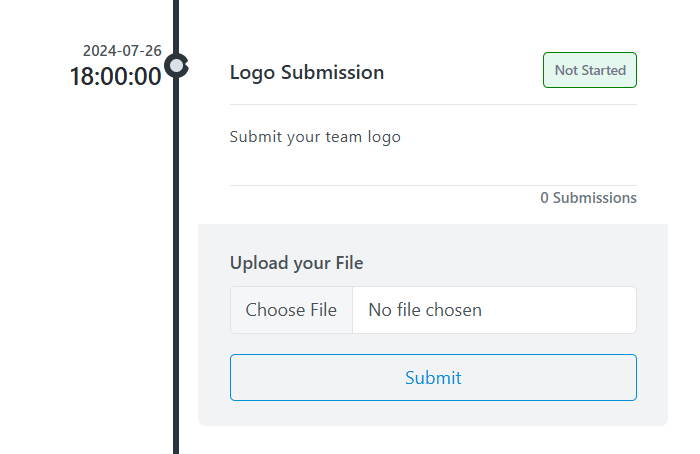 2024-07-26
18:00:00
Logo Submission
Not Started
Submit your team logo
0 Submissions
Upload your File
Choose File
No file chosen
Submit